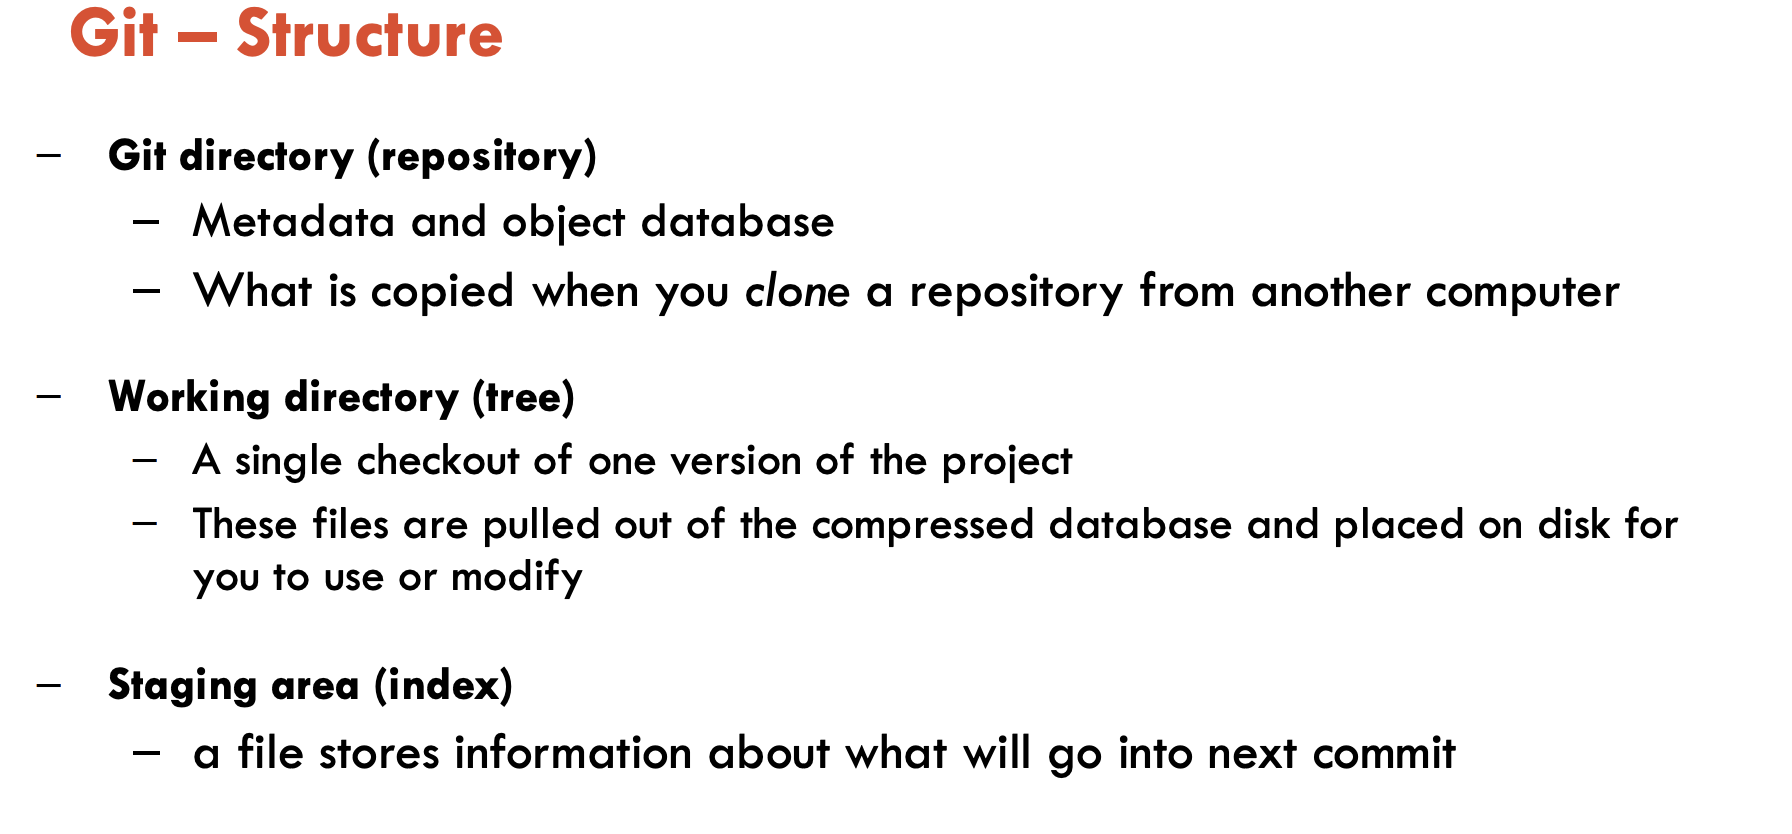 Git – Structure
– Git directory (repository)
– Metadata and object database
– What is copied when you clone a repository from another computer
– Working directory (tree)
– A single checkout of one version of the project
– These files are pulled out of the compressed database and placed on disk for
you to use or modify
– Staging area (index)
– a file stores information about what will go into next commit